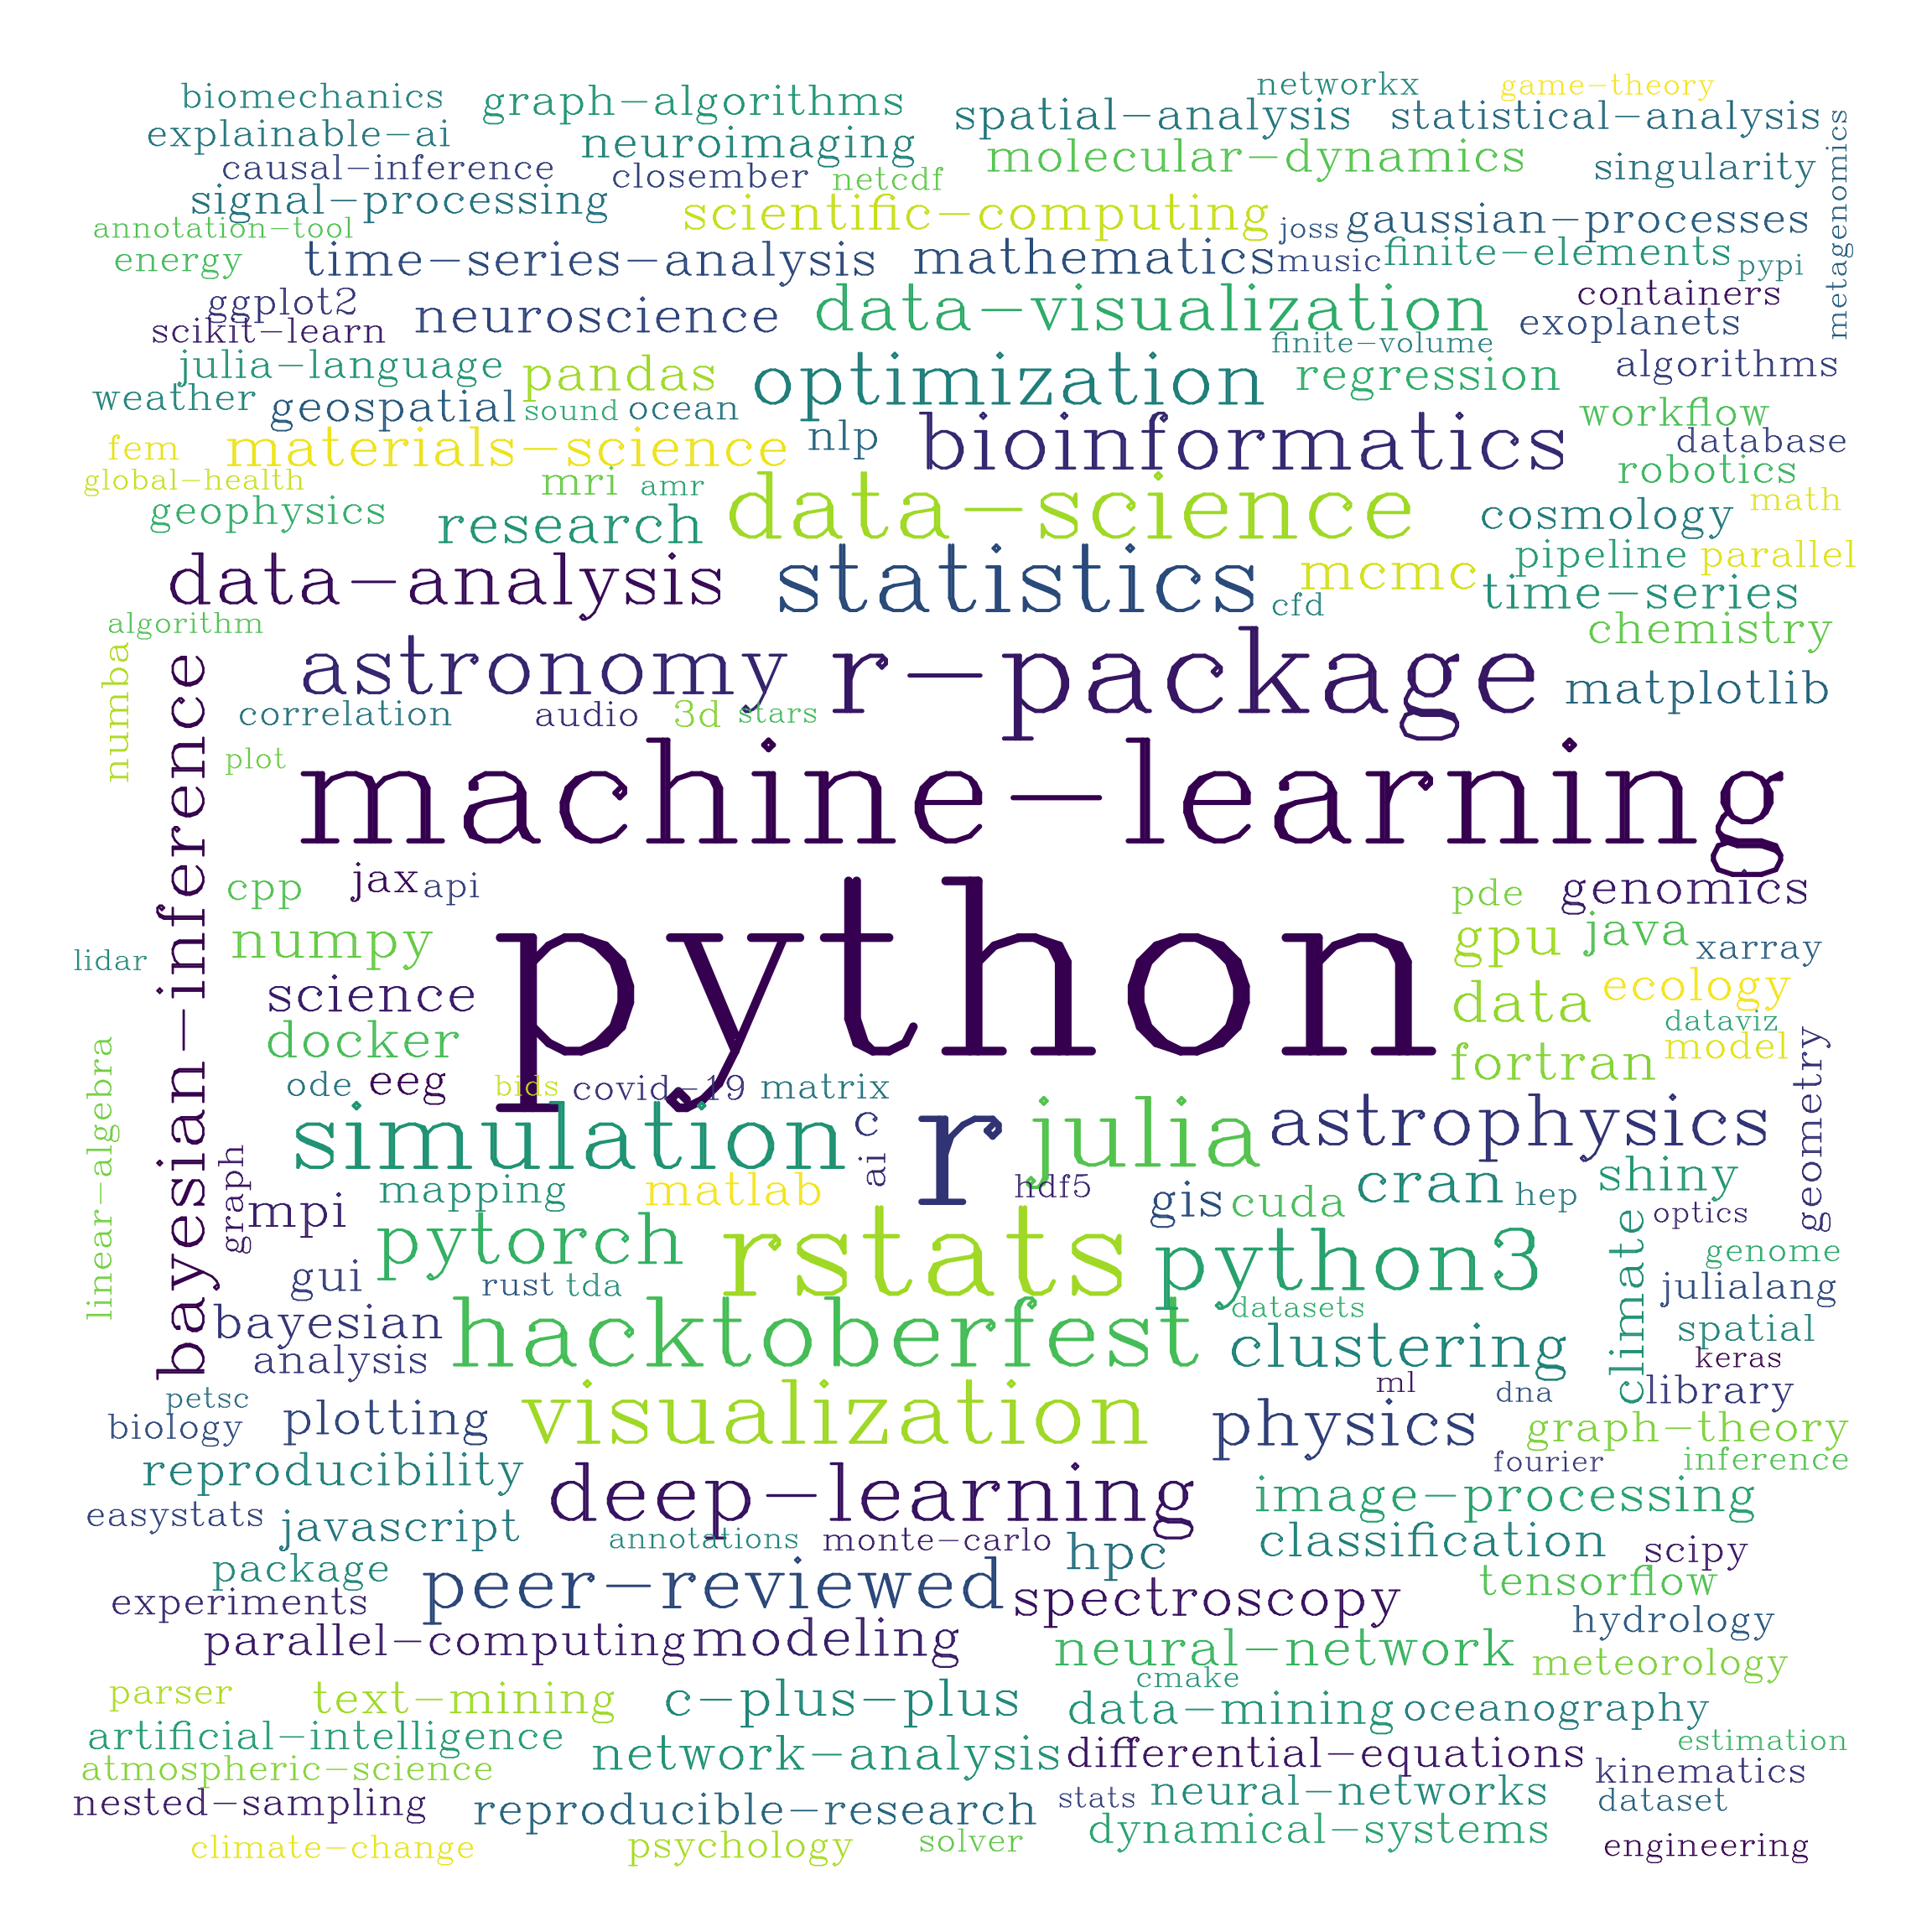 networkx
game-theory
biomechanics
graph-algorithms
spatial-analysis
statistical-analysis
explainable-ai
neuroimaging
molecular-dynamics
metagenomics
causal-inference
closember
netcdf
singularity
signal-processing
scientific-computing
joss
gaussian-processes
annotation-tool
energy
time-series-analysis
mathematics
music
finite-elements
pypi
ggplot2
neuroscience
data-visualization
containers
scikit-learn
exoplanets
finite-volume
julia-language
pandas
optimization
regression
algorithms
weather
geospatial
sound
ocean
workflow
fem
materials-science
nlp
bioinformatics
database
global-health
mri
amr
robotics
geophysics
research
data-science
cosmology
math
data-analysis
statistics
mcmc
pipeline
parallel
cfd
time-series
algorithm
chemistry
numba
bayesian-inference
astronomy
r-package
matplotlib
correlation
audio
3d
stars
plot
machine-learning
cpp
jax
api
pde
genomics
numpy
python
gpu
java
xarray
lidar
science
data
ecology
docker
dataviz
fortran
model
ode
eeg
bids
covid-19
matrix
geometry
linear-algebra
simulation
c
r
julia
astrophysics
ai
graph
mapping
matlab
hdf5
gis
cuda
cran
hep
shiny
mpi
optics
pytorch
rstats
python3
climate
genome
gui
rust
tda
julialang
bayesian
hacktoberfest
datasets
clustering
spatial
analysis
keras
petsc
ml
dna
library
biology
plotting
visualization
physics
graph-theory
reproducibility
fourier
inference
deep-learning
image-processing
easystats
javascript
annotations
monte-carlo
hpc
classification
scipy
package
peer-reviewed
spectroscopy
tensorflow
experiments
hydrology
parallel-computing
modeling
neural-network
meteorology
cmake
parser
text-mining
c-plus-plus
data-mining
oceanography
artificial-intelligence
network-analysis
differential-equations
estimation
atmospheric-science
kinematics
nested-sampling
reproducible-research
stats
neural-networks
dataset
climate-change
psychology
solver
dynamical-systems
engineering